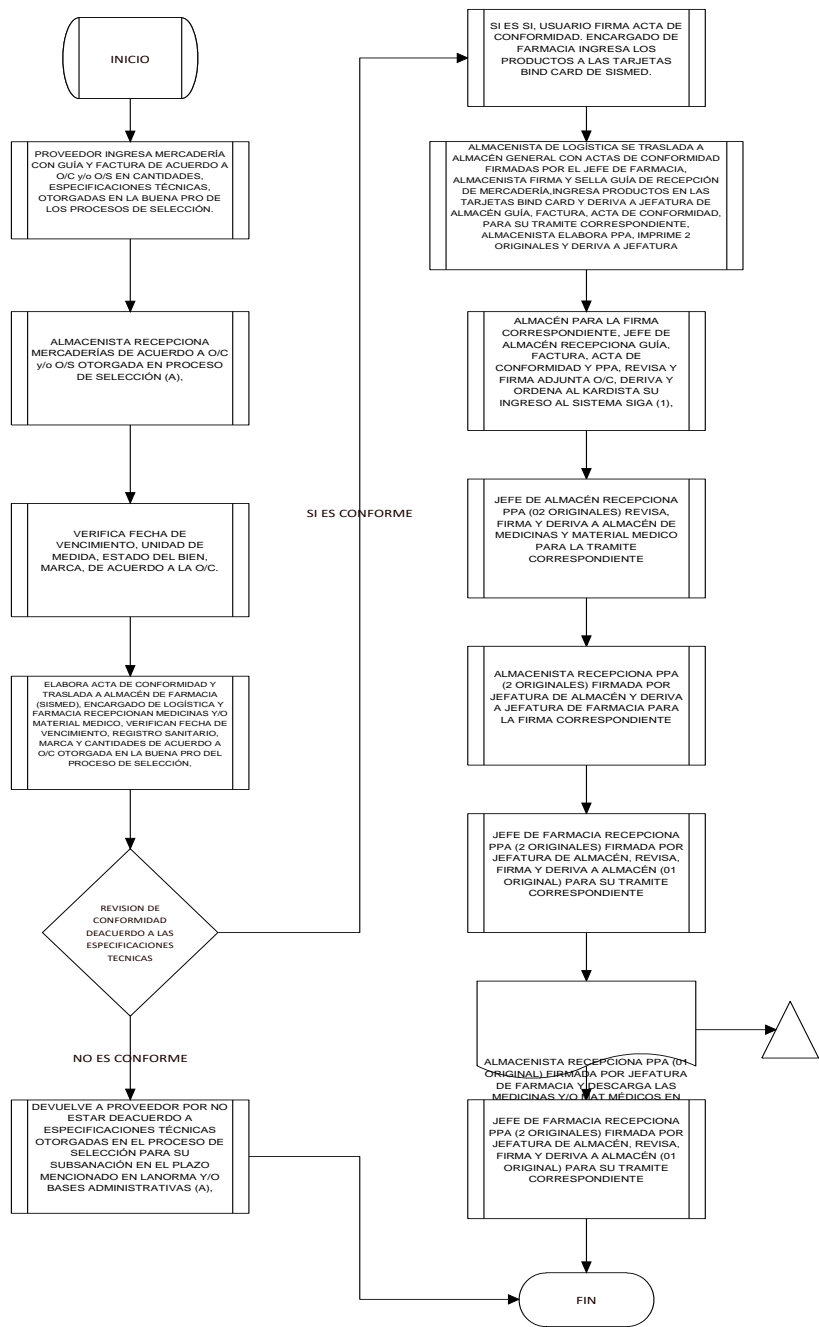 INICIO
PROVEEDOR INGRESA MERCADERÍA
CON GUÍA Y FACTURA DE ACUERDO A
O/C y/o O/S EN CANTIDADES,
ESPECIFICACIONES TÉCNICAS,
OTORGADAS EN LA BUENA PRO DE
LOS PROCESOS DE SELECCIÓN.
ALMACENISTA RECEPCIONA
MERCADERÍAS DE ACUERDO A O/C
y/o O/S OTORGADA EN PROCESO
DE SELECCIÓN (A),
VERIFICA FECHA DE
VENCIMIENTO, UNIDAD DE
MEDIDA, ESTADO DEL BIEN,
MARCA, DE ACUERDO A LA O/C.
ELABORA ACTA DE CONFORMIDAD Y
TRASLADA A ALMACÉN DE FARMACIA
(SISMED), ENCARGADO DE LOGÍSTICA Y
FARMACIA RECEPCIONAN MEDICINAS Y/O
MATERIAL MEDICO, VERIFICAN FECHA DE
VENCIMIENTO, REGISTRO SANITARIO,
MARCA Y CANTIDADES DE ACUERDO A
O/C OTORGADA EN LA BUENA PRO DEL
PROCESO DE SELECCIÓN,
REVISION DE
CONFORMIDAD
DEACUERDO A LAS
ESPECIFICACIONES
TECNICAS
NO ES CONFORME
DEVUELVE A PROVEEDOR POR NO
ESTAR DEACUERDO A
ESPECIFICACIONES TÉCNICAS
OTORGADAS EN EL PROCESO DE
SELECCIÓN PARA SU
SUBSANACIÓN EN EL PLAZO
MENCIONADO EN LANORMA Y/O
BASES ADMINISTRATIVAS (A),
SI ES CONFORME
SI ES SI, USUARIO FIRMA ACTA DE
CONFORMIDAD. ENCARGADO DE
FARMACIA INGRESA LOS
PRODUCTOS A LAS TARJETAS
BIND CARD DE SISMED.
ALMACENISTA DE LOGÍSTICA SE TRASLADA A
ALMACÉN GENERAL CON ACTAS DE CONFORMIDAD
FIRMADAS POR EL JEFE DE FARMACIA,
ALMACENISTA FIRMA Y SELLA GUÍA DE RECEPCIÓN
DE MERCADERÍA,INGRESA PRODUCTOS EN LAS
TARJETAS BIND CARD Y DERIVA A JEFATURA DE
ALMACÉN GUÍA, FACTURA, ACTA DE CONFORMIDAD,
PARA SU TRAMITE CORRESPONDIENTE,
ALMACENISTA ELABORA PPA, IMPRIME 2
ORIGINALES Y DERIVA A JEFATURA
ALMACÉN PARA LA FIRMA
CORRESPONDIENTE, JEFE DE
ALMACÉN RECEPCIONA GUÍA,
FACTURA, ACTA DE
CONFORMIDAD Y PPA, REVISA Y
FIRMA ADJUNTA O/C, DERIVA Y
ORDENA AL KARDISTA SU
INGRESO AL SISTEMA SIGA (1),
JEFE DE ALMACÉN RECEPCIONA
PPA (02 ORIGINALES) REVISA,
FIRMA Y DERIVA A ALMACÉN DE
MEDICINAS Y MATERIAL MEDICO
PARA LA TRAMITE
CORRESPONDIENTE
ALMACENISTA RECEPCIONA PPA
(2 ORIGINALES) FIRMADA POR
JEFATURA DE ALMACÉN Y DERIVA
A JEFATURA DE FARMACIA PARA
LA FIRMA CORRESPONDIENTE
JEFE DE FARMACIA RECEPCIONA
PPA (2 ORIGINALES) FIRMADA POR
JEFATURA DE ALMACÉN, REVISA,
FIRMA Y DERIVA A ALMACÉN (01
ORIGINAL) PARA SU TRAMITE
CORRESPONDIENTE
ALMACENISTA RECEPCIONA PPA (01
ORIGINAL) FIRMADA POR JEFATURA
DE FARMACIA Y DESCARGA LAS
MEDICINAS Y/O MAT MÉDICOS EN
JEFE DE FARMACIA RECEPCIONA
PPA (2 ORIGINALES) FIRMADA POR
JEFATURA DE ALMACÉN, REVISA,
FIRMA Y DERIVA A ALMACÉN (01
ORIGINAL) PARA SU TRAMITE
CORRESPONDIENTE
FIN